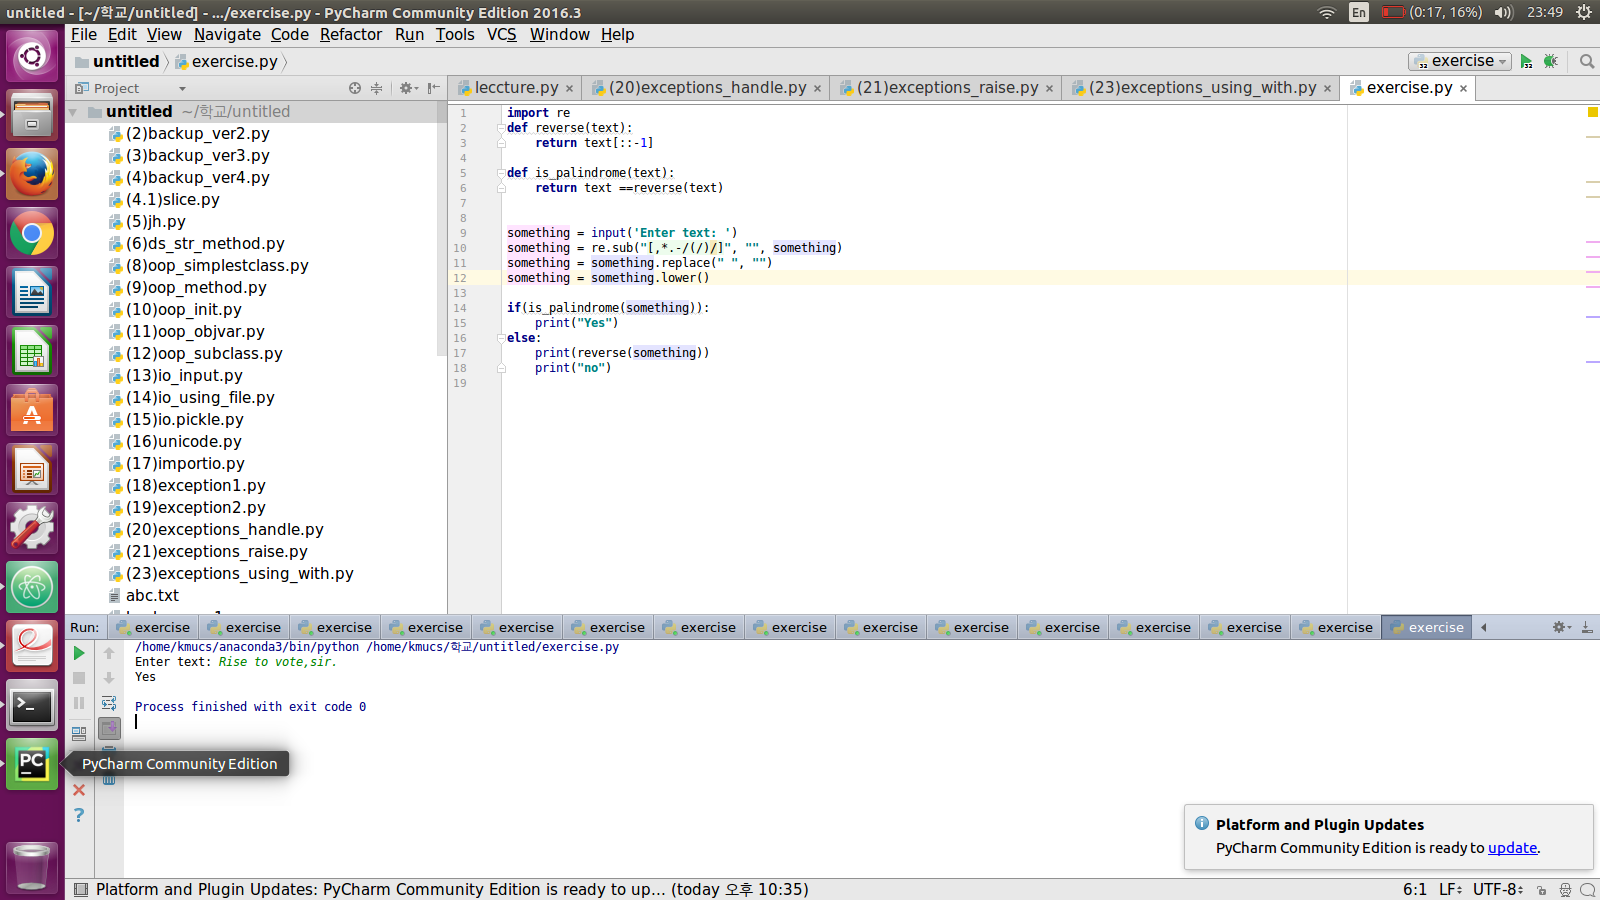 untitled - [~/학교/untitled] - .../exercise.py - PyCharm Community Edition 2016.3
En (0:17, 16%) 23:49
File Edit View Navigate Code Refactor Run Tools VCS Window Help
untitled exercise.py
exercise
Project
leccture.py (20)exceptions_handle.py (21)exceptions_raise.py (23)exceptions_using_with.py exercise.py
untitled ~/학교/untitled
(2)backup_ver2.py
(3)backup_ver3.py
(4)backup_ver4.py
(4.1)slice.py
(5)jh.py
(6)ds_str_method.py
(8)oop_simplestclass.py
(9)oop_method.py
(10)oop_init.py
(11)oop_objvar.py
(12)oop_subclass.py
(13)io_input.py
(14)io_using_file.py
(15)io.pickle.py
(16)unicode.py
(17)importio.py
(18)exception1.py
(19)exception2.py
(20)exceptions_handle.py
(21)exceptions_raise.py
(23)exceptions_using_with.py
abc.txt
1 import re
2 def reverse(text):
3 return text[::-1]
4
5 def is_palindrome(text):
6 return text ==reverse(text)
7
8
9 something = input('Enter text: ')
10 something = re.sub("[,*.-/(/)/]", "", something)
11 something = something.replace(" ", "")
12 something = something.lower()
13
14 if(is_palindrome(something)):
15 print("Yes")
16 else:
17 print(reverse(something))
18 print("no")
19
Run: exercise exercise exercise exercise exercise exercise exercise exercise exercise exercise exercise exercise exercise exercise exercise
/home/kmucs/anaconda3/bin/python /home/kmucs/학교/untitled/exercise.py
Enter text: Rise to vote,sir.
Yes
Process finished with exit code 0
PC
PyCharm Community Edition
Platform and Plugin Updates
PyCharm Community Edition is ready to update.
Platform and Plugin Updates: PyCharm Community Edition is ready to up... (today 오후 10:35)
6:1 LF UTF-8